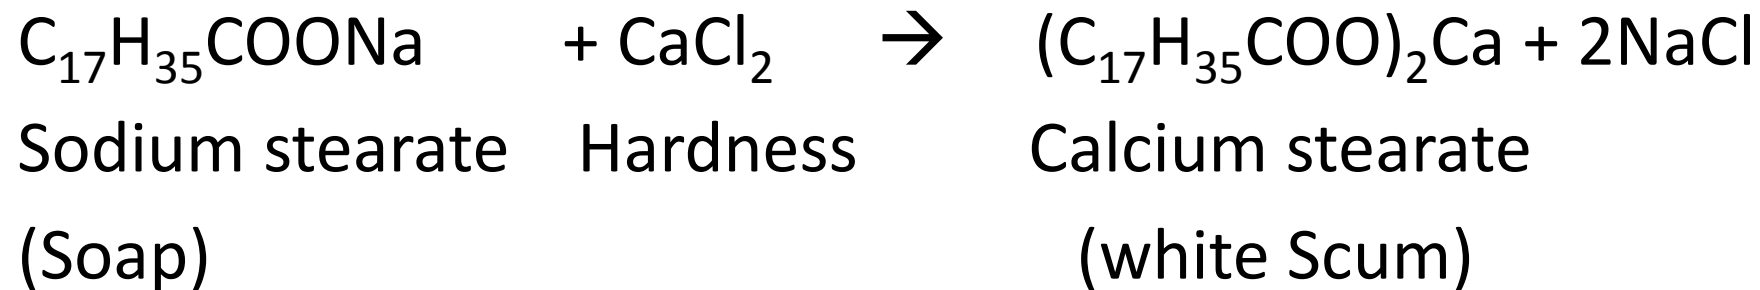 C₁₇H₃₅COONa + CaCl₂ → (C₁₇H₃₅COO)₂Ca + 2NaCl
Sodium stearate Hardness Calcium stearate
(Soap) (white Scum)